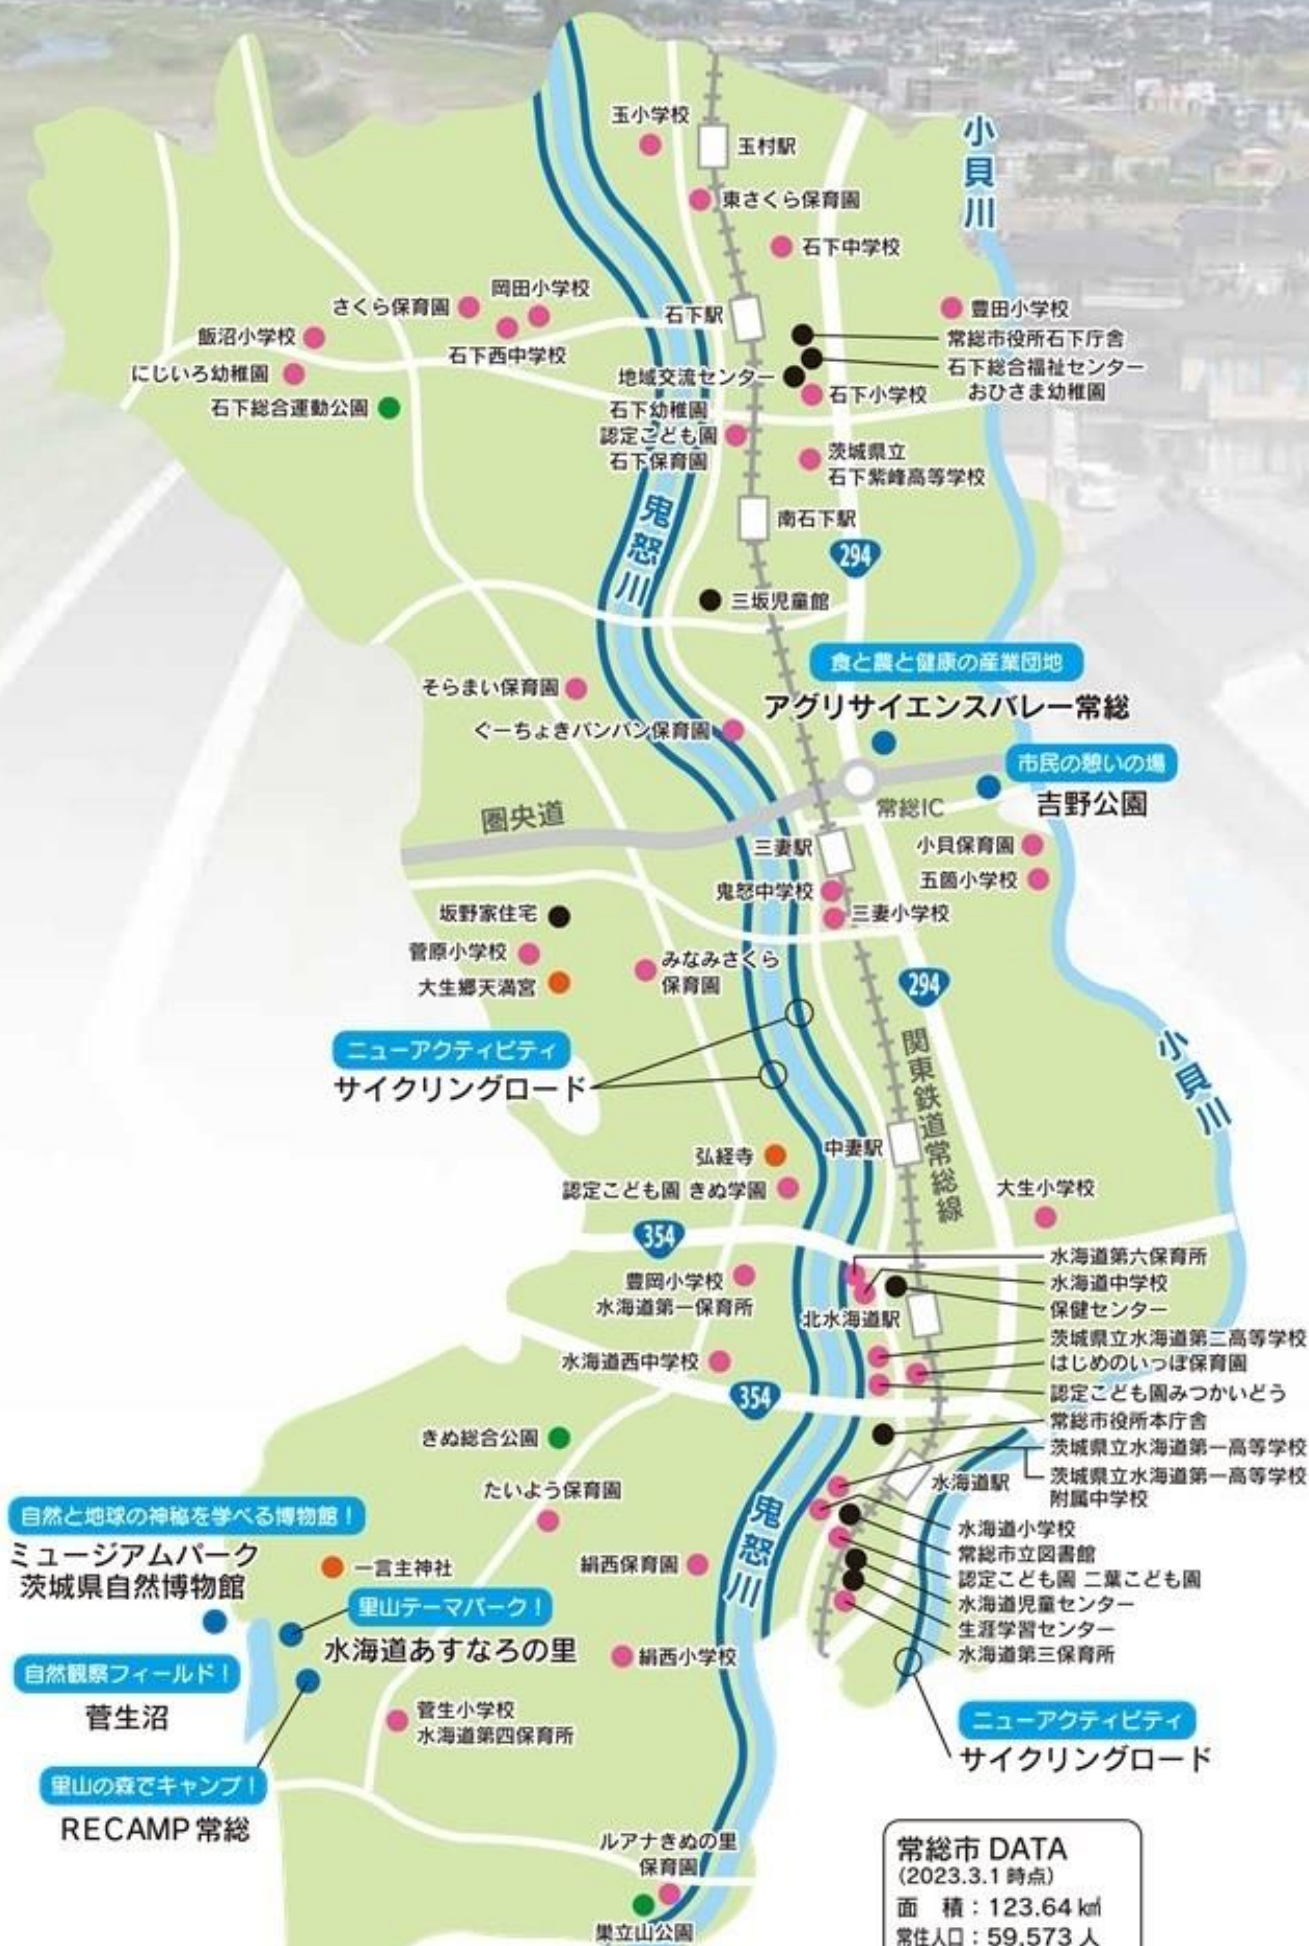 玉小学校
玉村駅
小貝川
東さくら保育園
石下中学校
岡田小学校
さくら保育園
石下駅
豊田小学校
飯沼小学校
石下西中学校
常総市役所石下庁舎
石下総合福祉センター
にじいろ幼稚園
地域交流センター
石下小学校
おひさま幼稚園
石下総合運動公園
石下幼稚園
認定こども園
石下保育園
茨城県立
石下紫峰高等学校
鬼怒川
南石下駅
294
三坂児童館
食と農と健康の産業団地
アグリサイエンスバレー常総
そらまい保育園
ぐーちょきパンパン保育園
市民の憩いの場
吉野公園
圏央道
常総IC
三妻駅
小貝保育園
鬼怒中学校
五箇小学校
坂野家住宅
三妻小学校
菅原小学校
みなみさくら
保育園
大生郷天満宮
294
ニューアクティビティ
サイクリングロード
関東鉄道常総線
小貝川
弘経寺
中妻駅
認定こども園 きぬ学園
大生小学校
354
水海道第六保育所
豊岡小学校
水海道第一保育所
水海道中学校
保健センター
北水海道駅
茨城県立水海道第二高等学校
水海道西中学校
はじめのいっぽ保育園
354
認定こども園みつかいどう
常総市役所本庁舎
きぬ総合公園
茨城県立水海道第一高等学校
茨城県立水海道第一高等学校
附属中学校
水海道駅
たいよう保育園
自然と地球の神秘を学べる博物館！
ミュージアムパーク
茨城県自然博物館
鬼怒川
水海道小学校
常総市立図書館
一言主神社
絹西保育園
認定こども園 二葉こども園
里山テーマパーク！
水海道あすなろの里
水海道児童センター
生涯学習センター
水海道第三保育所
絹西小学校
自然観察フィールド！
菅生沼
菅生小学校
水海道第四保育所
ニューアクティビティ
サイクリングロード
里山の森でキャンプ！
RECAMP 常総
ルアナきぬの里
保育園
巣立山公園
常総市 DATA
（2023.3.1 時点）
面　積：123.64 ㎢
常住人口：59,573 人